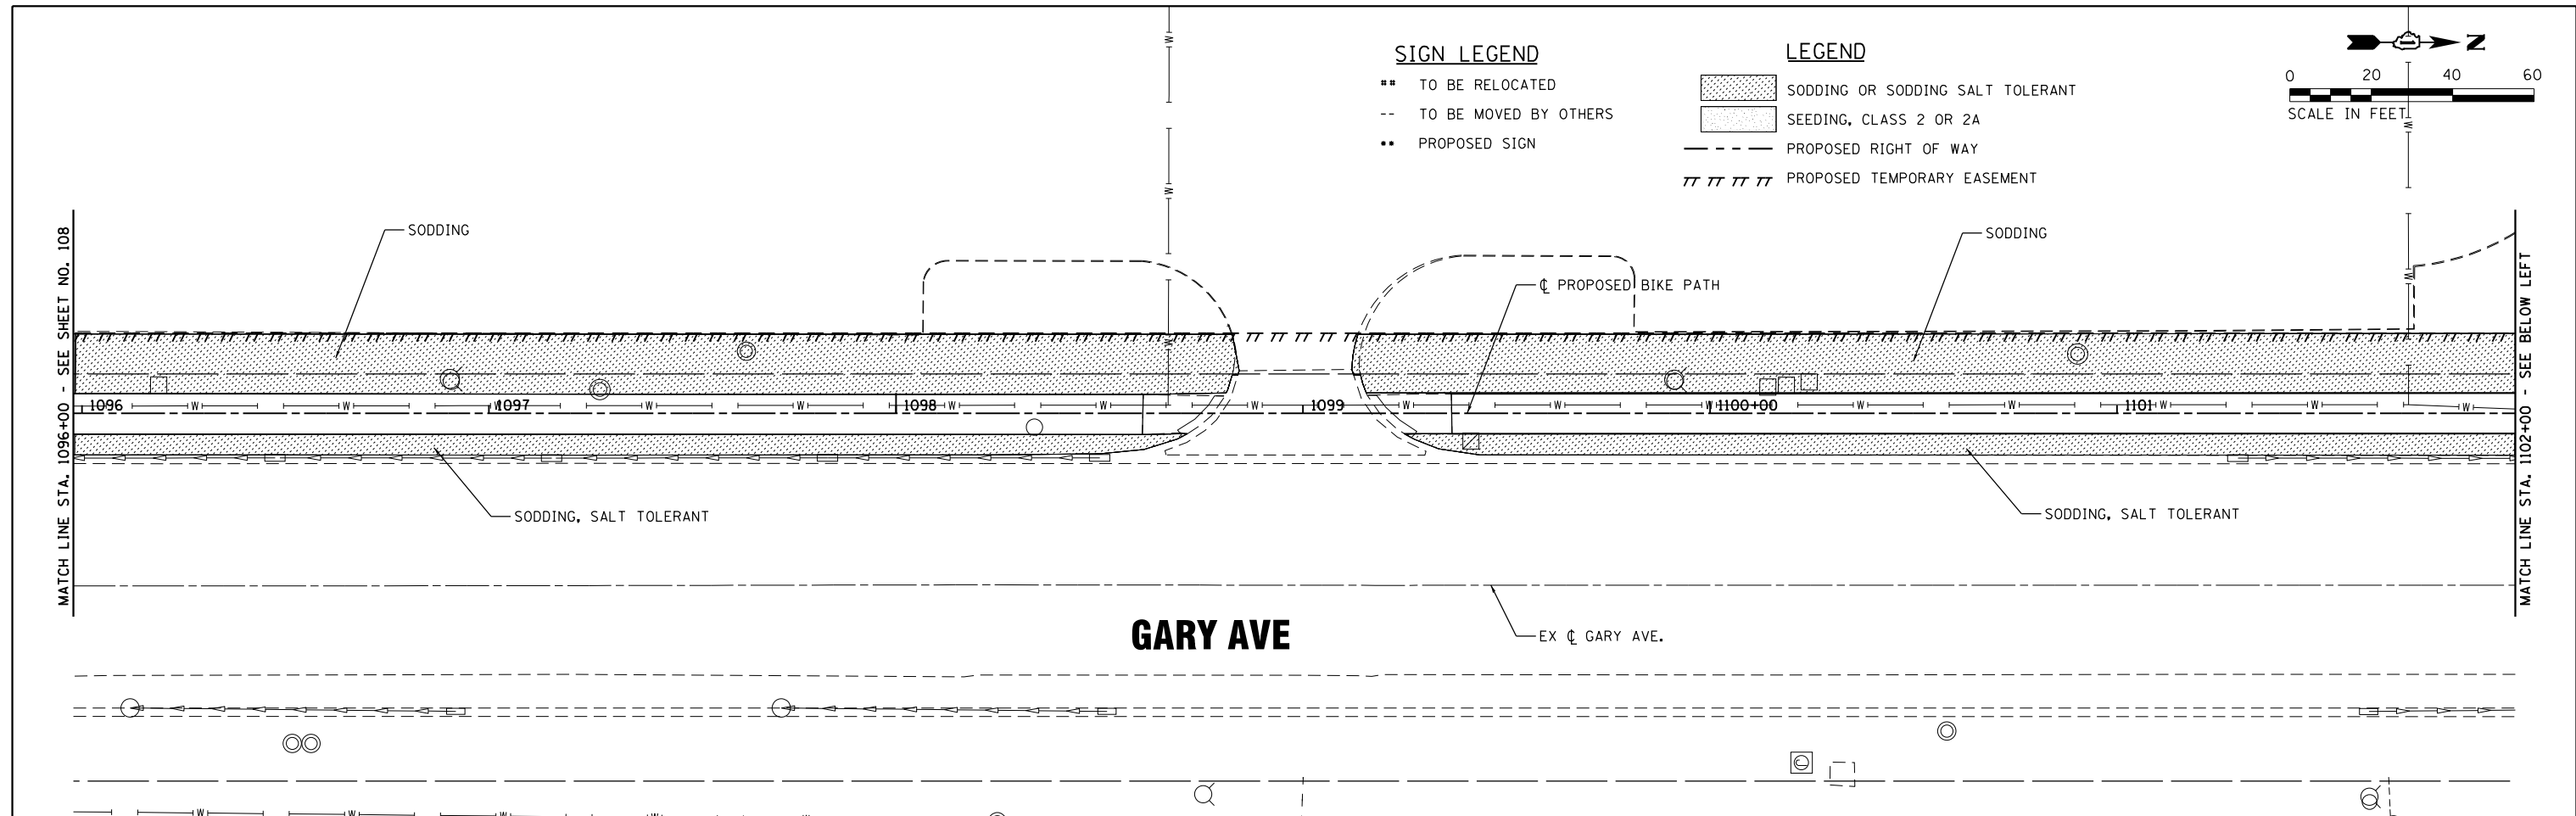 SIGN LEGEND
TO BE RELOCATED
TO BE MOVED BY OTHERS
PROPOSED SIGN
LEGEND
SODDING OR SODDING SALT TOLERANT
SEEDING, CLASS 2 OR 2A
PROPOSED RIGHT OF WAY
PROPOSED TEMPORARY EASEMENT
N
0 20 40 60
SCALE IN FEET
MATCH LINE STA. 1096+00 - SEE SHEET NO. 108
SODDING
SODDING
℄ PROPOSED BIKE PATH
1096 W W W 1097 W W W 1098 W W W 1099 W W W 1100+00 W W 1101 W W W
SODDING, SALT TOLERANT
SODDING, SALT TOLERANT
GARY AVE
EX ℄ GARY AVE.
MATCH LINE STA. 1102+00 - SEE BELOW LEFT
W W W W W
W W W W
W W W